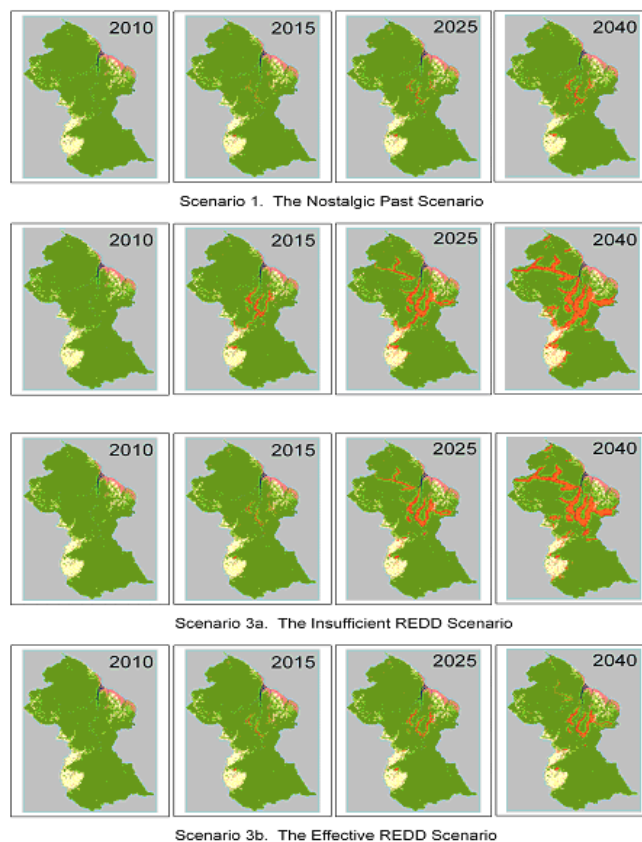 2010 2015 2025 2040
Scenario 1. The Nostalgic Past Scenario
2010 2015 2025 2040
2010 2015 2025 2040
Scenario 3a. The Insufficient REDD Scenario
2010 2015 2025 2040
Scenario 3b. The Effective REDD Scenario